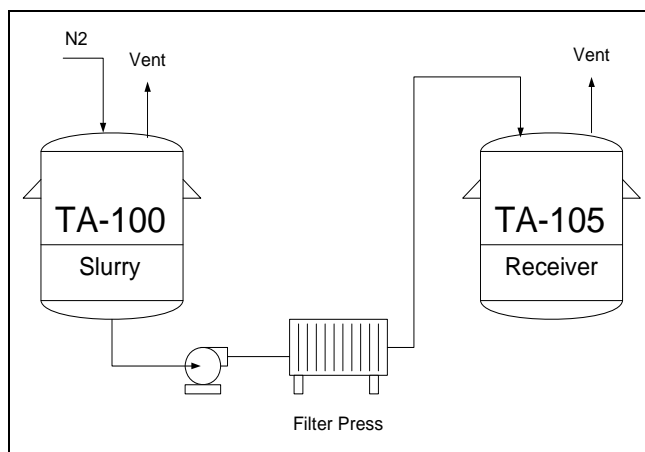 N2
Vent
Vent
TA-100
Slurry
TA-105
Receiver
Filter Press